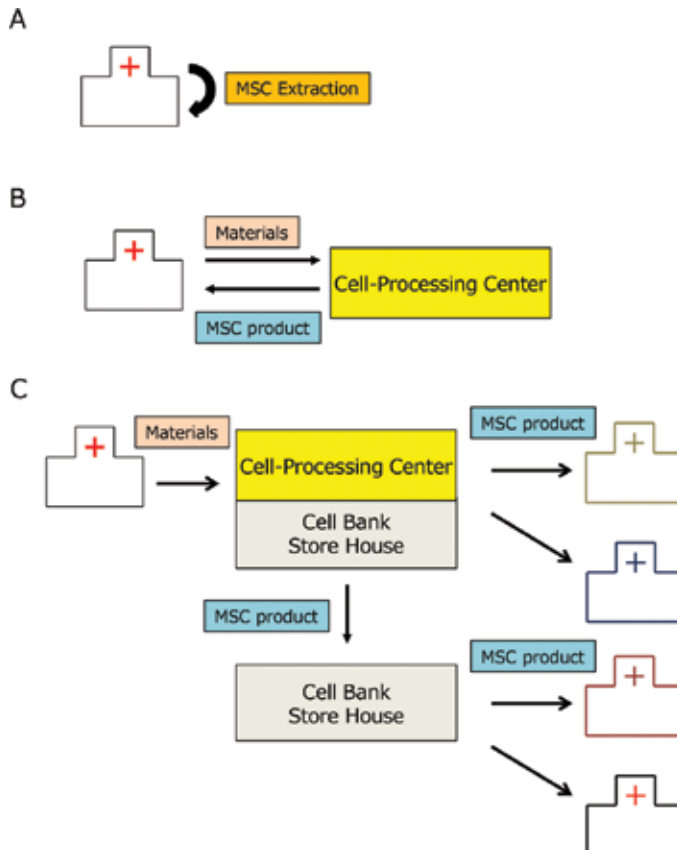 A
MSC Extraction
B
Materials
Cell-Processing Center
MSC product
C
Materials
MSC product
Cell-Processing Center
Cell Bank
Store House
MSC product
MSC product
Cell Bank
Store House